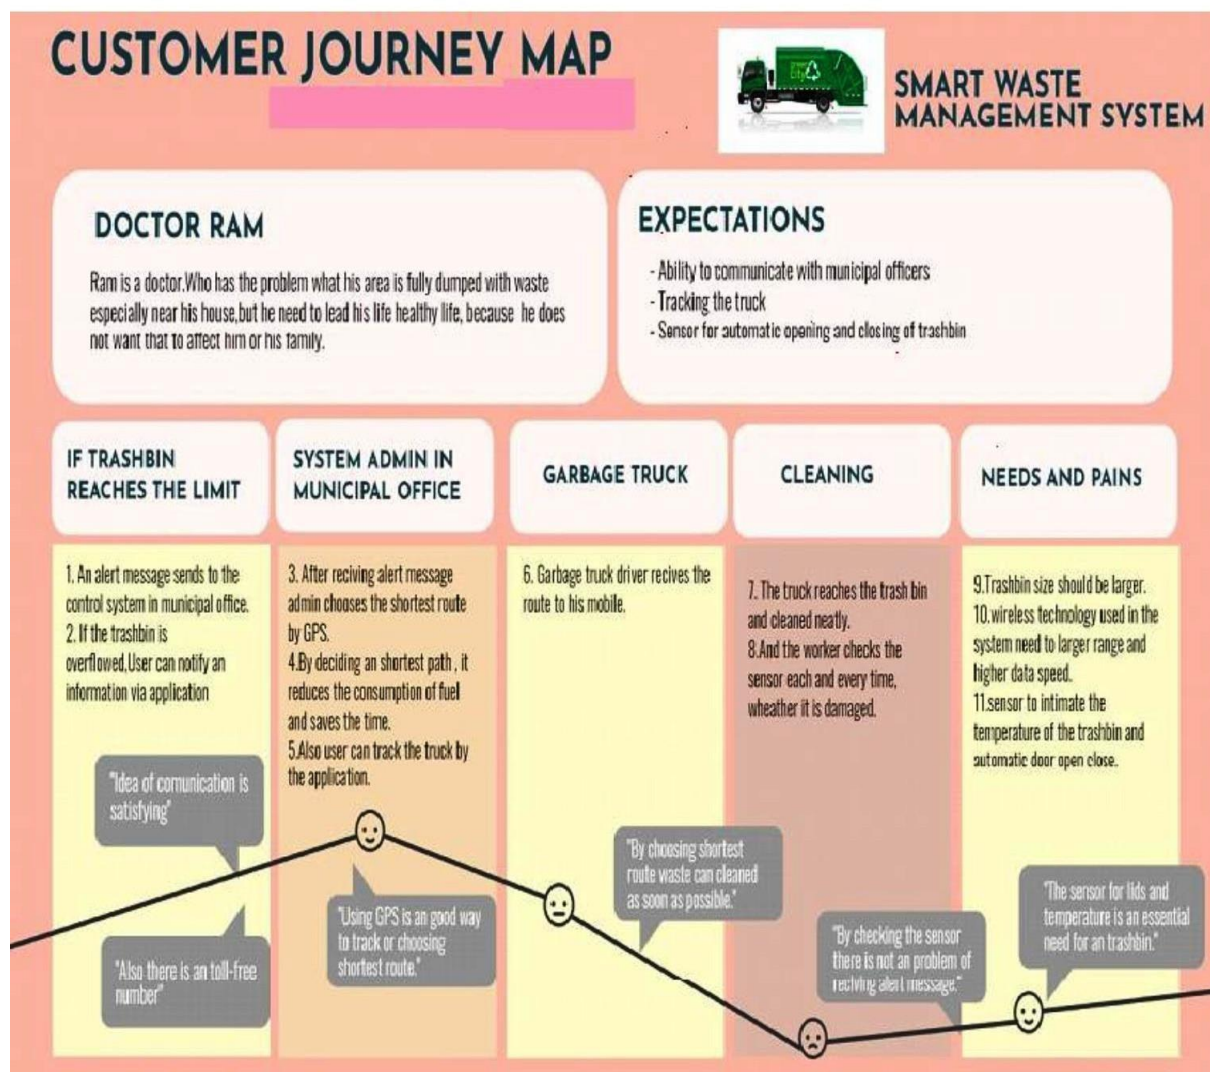 CUSTOMER JOURNEY MAP
City
SMART WASTE
MANAGEMENT SYSTEM
DOCTOR RAM
Ram is a doctor.Who has the problem what his area is fully dumped with waste
especially near his house,but he need to lead his life healthy life, because he does
not want that to affect him or his family.
EXPECTATIONS
- Ability to communicate with municipal officers
- Tracking the truck
- Sensor for automatic opening and closing of trashbin
IF TRASHBIN
REACHES THE LIMIT
1. An alert message sends to the
control system in municipal office.
2. If the trashbin is
overflowed,User can notify an
information via application
"Idea of comunication is
satisfying"
"Also there is an toll-free
number"
SYSTEM ADMIN IN
MUNICIPAL OFFICE
3. After reciving alert message
admin chooses the shortest route
by GPS.
4.By deciding an shortest path , it
reduces the consumption of fuel
and saves the time.
5.Also user can track the truck by
the application.
"Using GPS is an good way
to track or choosing
shortest route."
GARBAGE TRUCK
6. Garbage truck driver recives the
route to his mobile.
"By choosing shortest
route waste can cleaned
as soon as possible."
CLEANING
7. The truck reaches the trash bin
and cleaned neatly.
8.And the worker checks the
sensor each and every time,
wheather it is damaged.
"By checking the sensor
there is not an problem of
reciving alert message."
NEEDS AND PAINS
9.Trashbin size should be larger.
10.wireless technology used in the
system need to larger range and
higher data speed.
11.sensor to intimate the
temperature of the trashbin and
automatic door open close.
"The sensor for lids and
temperature is an essential
need for an trashbin."